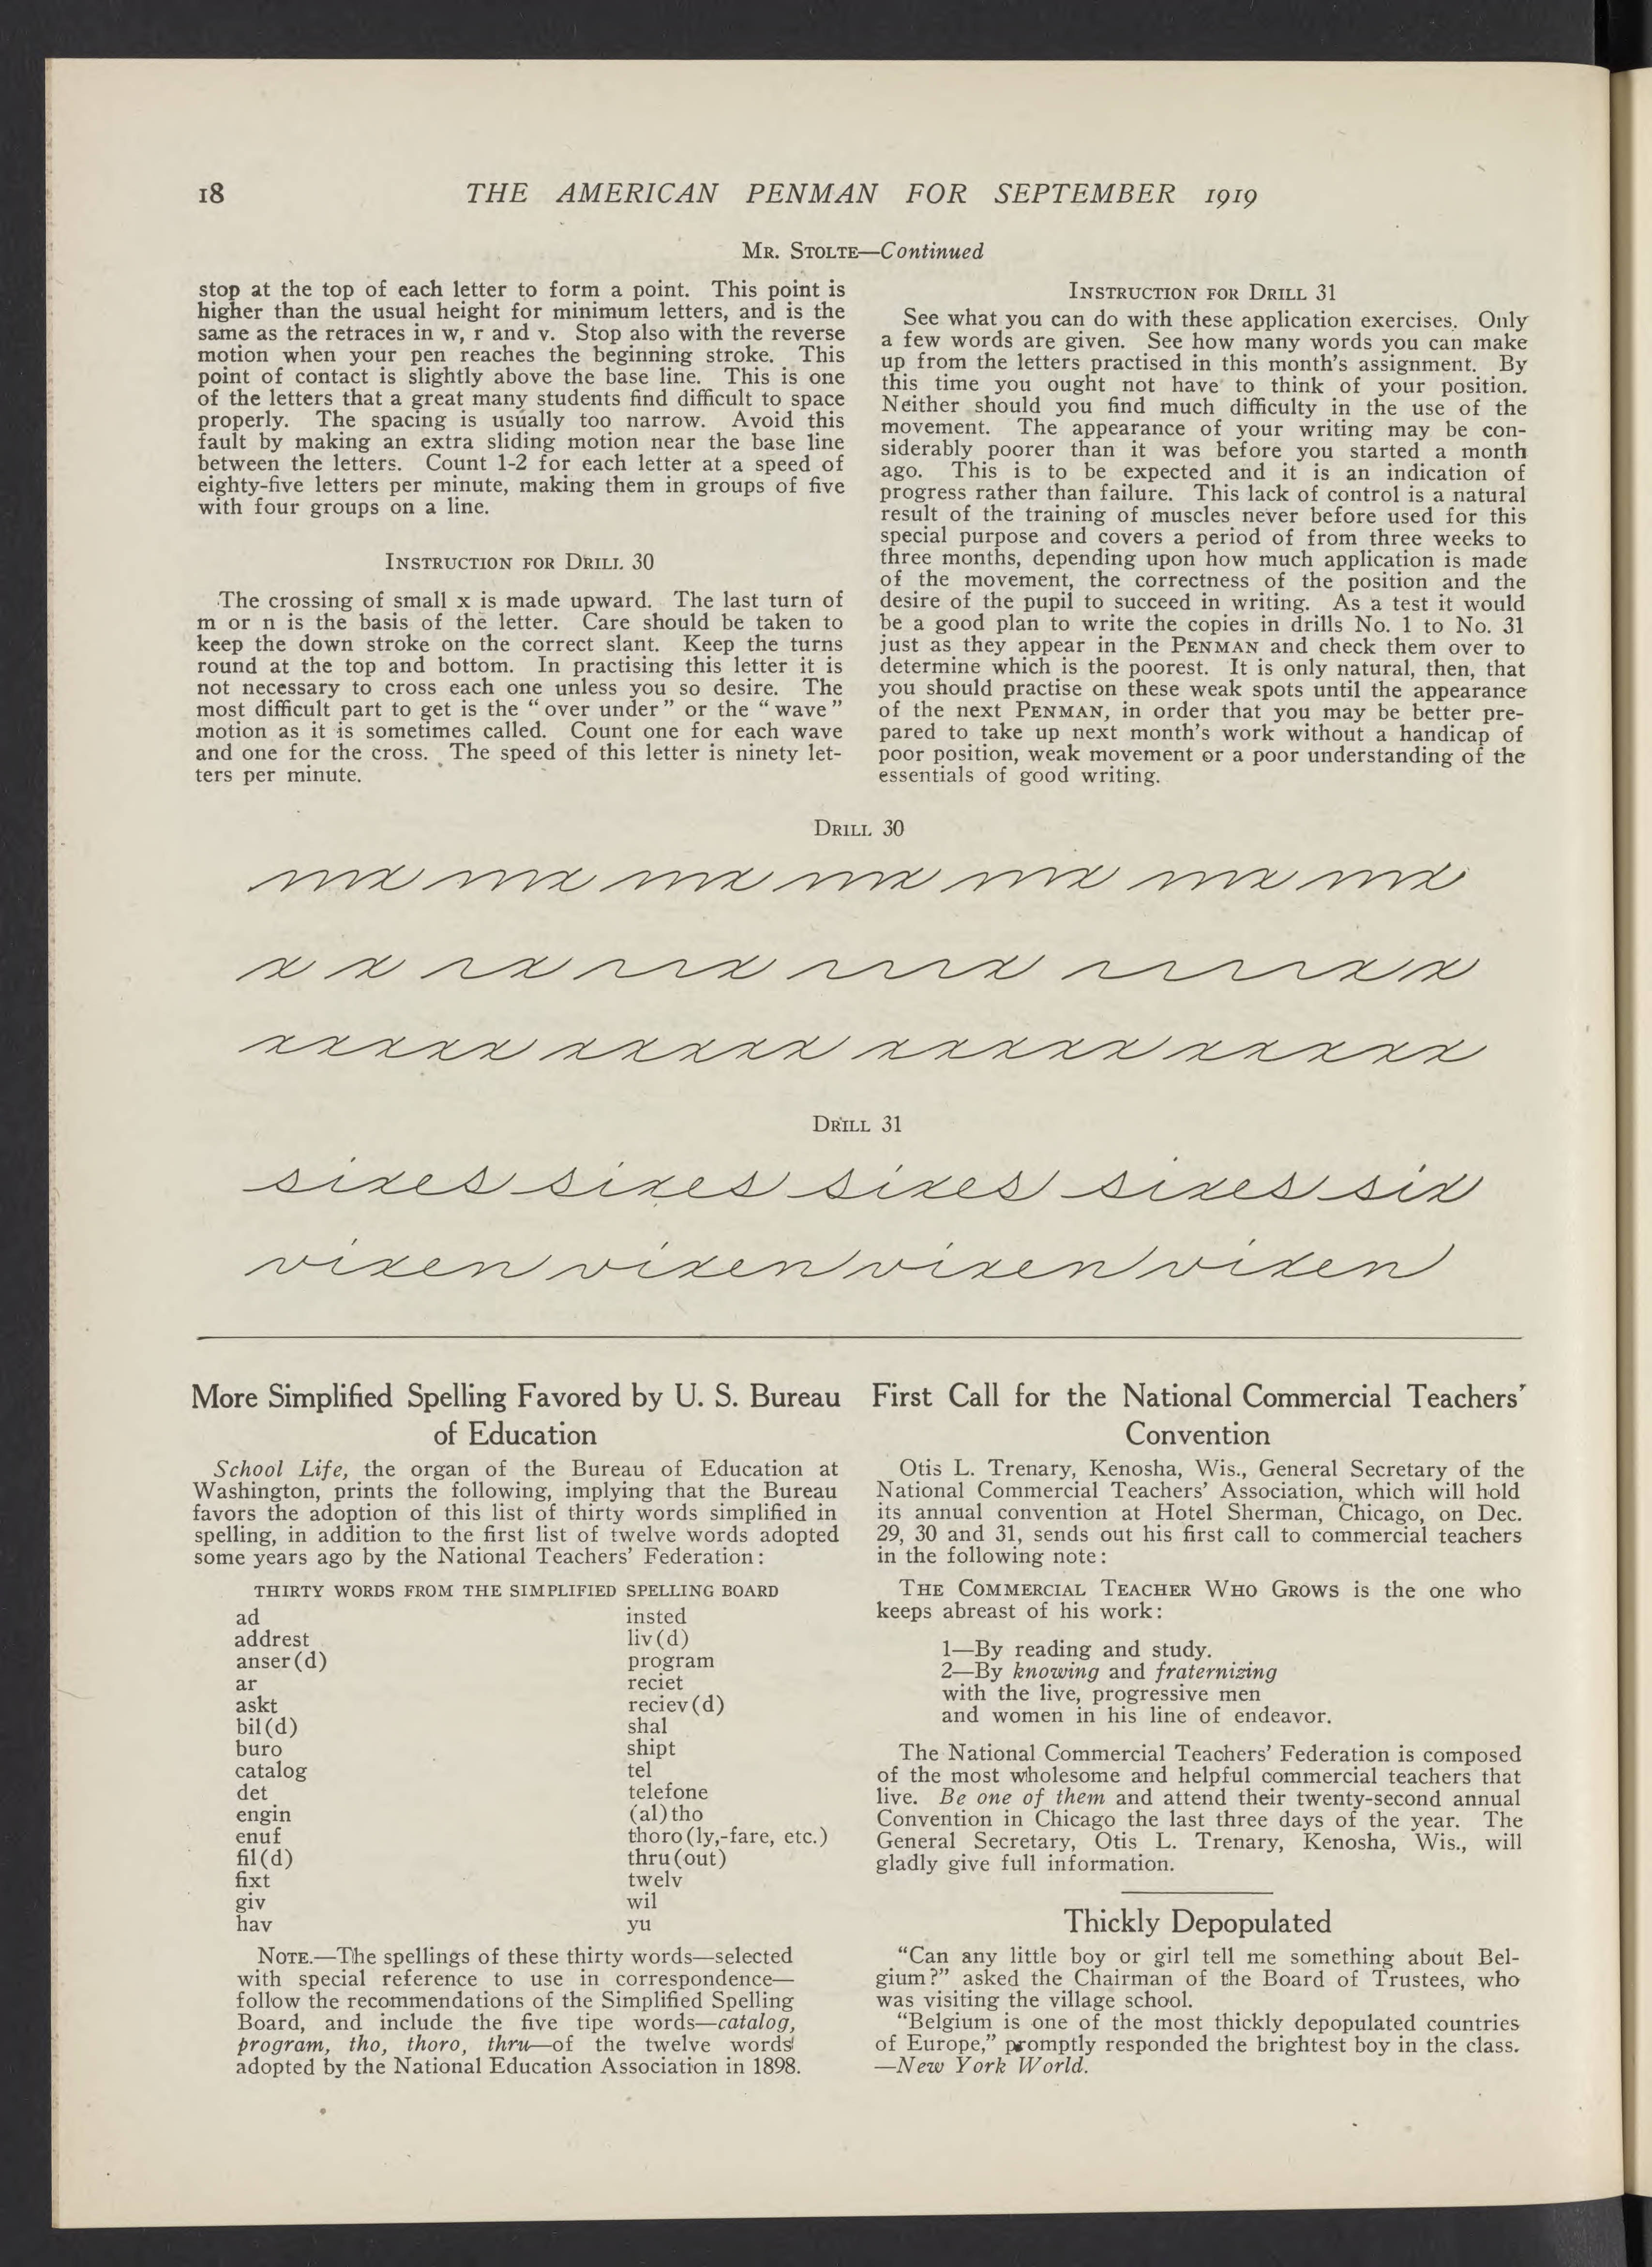 18
THE AMERICAN PENMAN FOR SEPTEMBER 1919
MR. STOLTE—Continued
stop at the top of each letter to form a point. This point is
higher than the usual height for minimum letters, and is the
same as the retraces in w, r and v. Stop also with the reverse
motion when your pen reaches the beginning stroke. This
point of contact is slightly above the base line. This is one
of the letters that a great many students find difficult to space
properly. The spacing is usually too narrow. Avoid this
fault by making an extra sliding motion near the base line
between the letters. Count 1-2 for each letter at a speed of
eighty-five letters per minute, making them in groups of five
with four groups on a line.
INSTRUCTION FOR DRILL 30
The crossing of small x is made upward. The last turn of
m or n is the basis of the letter. Care should be taken to
keep the down stroke on the correct slant. Keep the turns
round at the top and bottom. In practising this letter it is
not necessary to cross each one unless you so desire. The
most difficult part to get is the “over under” or the “wave”
motion as it is sometimes called. Count one for each wave
and one for the cross. The speed of this letter is ninety let-
ters per minute.
INSTRUCTION FOR DRILL 31
See what you can do with these application exercises. Only
a few words are given. See how many words you can make
up from the letters practised in this month's assignment. By
this time you ought not have to think of your position.
Neither should you find much difficulty in the use of the
movement. The appearance of your writing may be con-
siderably poorer than it was before you started a month
ago. This is to be expected and it is an indication of
progress rather than failure. This lack of control is a natural
result of the training of muscles never before used for this
special purpose and covers a period of from three weeks to
three months, depending upon how much application is made
of the movement, the correctness of the position and the
desire of the pupil to succeed in writing. As a test it would
be a good plan to write the copies in drills No. 1 to No. 31
just as they appear in the PENMAN and check them over to
determine which is the poorest. It is only natural, then, that
you should practise on these weak spots until the appearance
of the next PENMAN, in order that you may be better pre-
pared to take up next month's work without a handicap of
poor position, weak movement or a poor understanding of the
essentials of good writing.
DRILL 30
mx mx mx mx mx mx mx
x x x x x x x
xxxxx xxxxx xxxxx xxxxx
DRILL 31
sixes sixes sixes sixes six
vixen vixen vixen vixen
More Simplified Spelling Favored by U. S. Bureau
of Education
School Life, the organ of the Bureau of Education at
Washington, prints the following, implying that the Bureau
favors the adoption of this list of thirty words simplified in
spelling, in addition to the first list of twelve words adopted
some years ago by the National Teachers' Federation:
THIRTY WORDS FROM THE SIMPLIFIED SPELLING BOARD
ad
addrest
anser(d)
ar
askt
bil(d)
buro
catalog
det
engin
enuf
fil(d)
fixt
giv
hav
insted
liv(d)
program
reciet
reciev(d)
shal
shipt
tel
telefone
(al)tho
thoro(ly,-fare, etc.)
thru(out)
twelv
wil
yu
NOTE.—The spellings of these thirty words—selected
with special reference to use in correspondence—
follow the recommendations of the Simplified Spelling
Board, and include the five tipe words—catalog,
program, tho, thoro, thru—of the twelve words
adopted by the National Education Association in 1898.
First Call for the National Commercial Teachers'
Convention
Otis L. Trenary, Kenosha, Wis., General Secretary of the
National Commercial Teachers' Association, which will hold
its annual convention at Hotel Sherman, Chicago, on Dec.
29, 30 and 31, sends out his first call to commercial teachers
in the following note:
THE COMMERCIAL TEACHER WHO GROWS is the one who
keeps abreast of his work:
1—By reading and study.
2—By knowing and fraternizing
with the live, progressive men
and women in his line of endeavor.
The National Commercial Teachers' Federation is composed
of the most wholesome and helpful commercial teachers that
live. Be one of them and attend their twenty-second annual
Convention in Chicago the last three days of the year. The
General Secretary, Otis L. Trenary, Kenosha, Wis., will
gladly give full information.
Thickly Depopulated
“Can any little boy or girl tell me something about Bel-
gium?” asked the Chairman of the Board of Trustees, who
was visiting the village school.
“Belgium is one of the most thickly depopulated countries
of Europe,” promptly responded the brightest boy in the class.
—New York World.